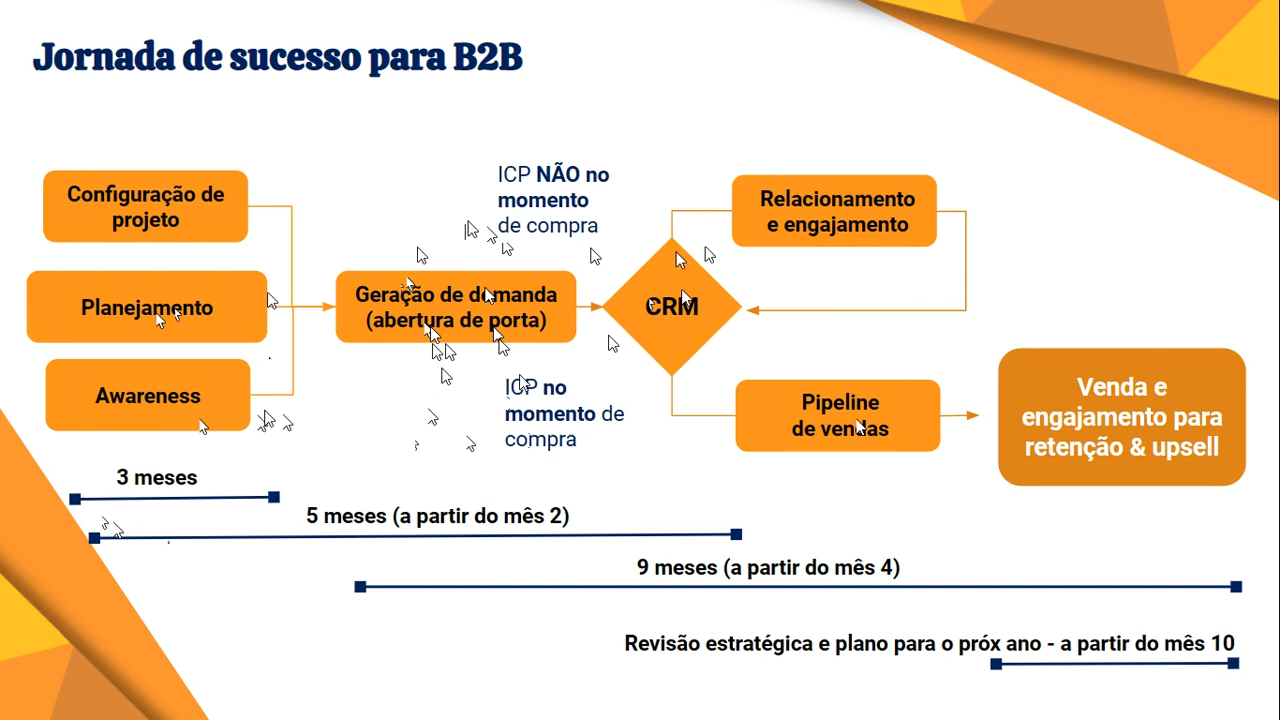 Jornada de sucesso para B2B
Configuração de
projeto
Planejamento
Awareness
Geração de demanda
(abertura de porta)
ICP NÃO no
momento
de compra
ICP no
momento de
compra
CRM
Relacionamento
e engajamento
Pipeline
de vendas
Venda e
engajamento para
retenção & upsell
3 meses
5 meses (a partir do mês 2)
9 meses (a partir do mês 4)
Revisão estratégica e plano para o próx ano - a partir do mês 10